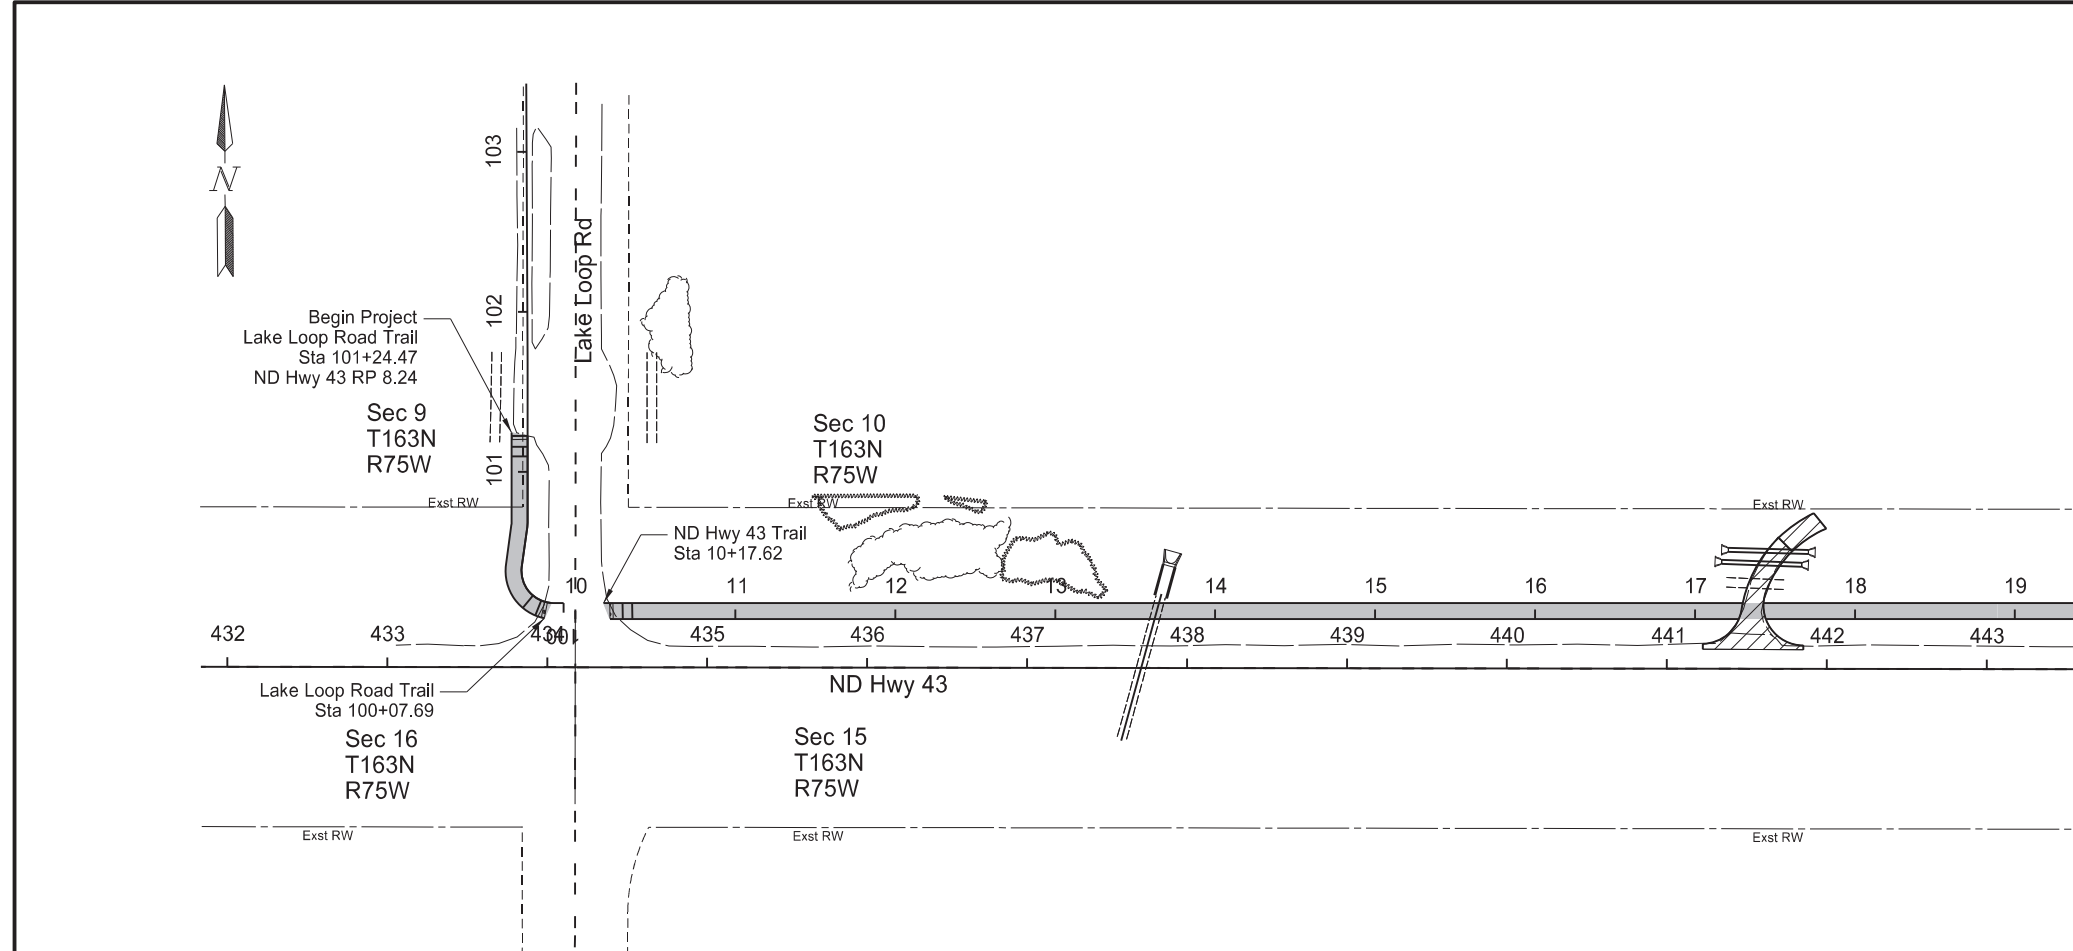 N
103
102
101
Lake Loop Rd
Begin Project
Lake Loop Road Trail
Sta 101+24.47
ND Hwy 43 RP 8.24
Sec 9
T163N
R75W
Sec 10
T163N
R75W
Exst RW
Exst RW
Exst RW
ND Hwy 43 Trail
Sta 10+17.62
10 11 12 13 14 15 16 17 18 19
432 433 434 435 436 437 438 439 440 441 442 443
100
Lake Loop Road Trail
Sta 100+07.69
ND Hwy 43
Sec 16
T163N
R75W
Sec 15
T163N
R75W
Exst RW
Exst RW
Exst RW